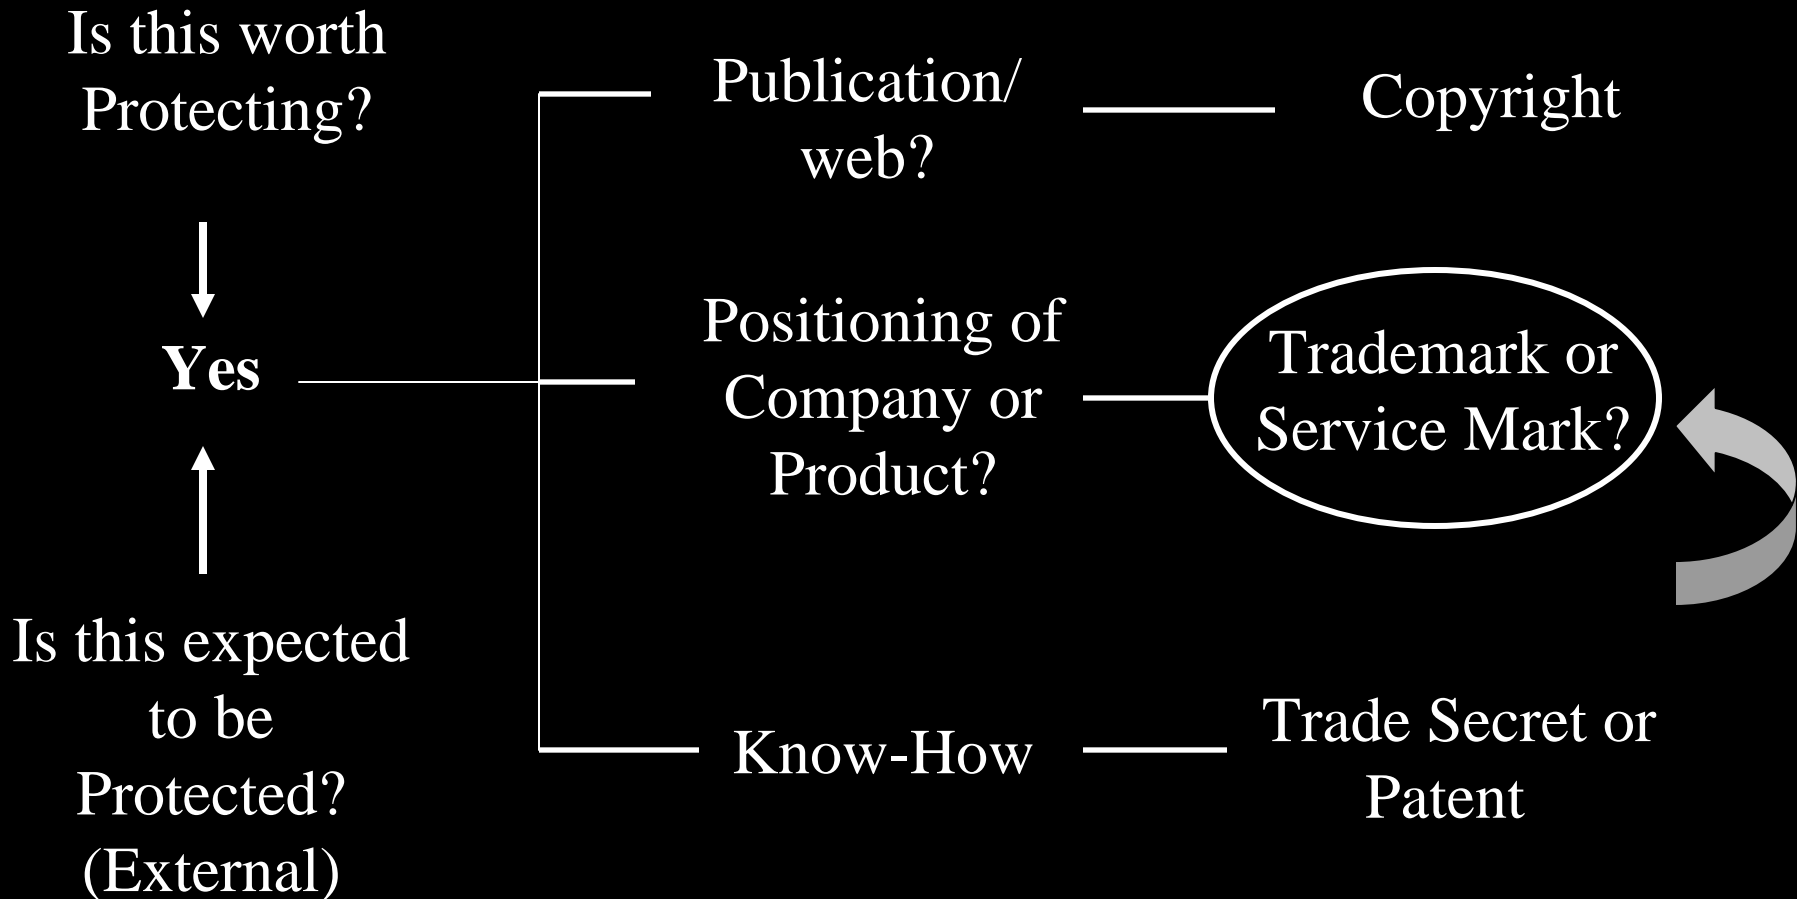 Is this worth
Protecting?
Yes
Is this expected
to be
Protected?
(External)
Publication/
web?
Copyright
Positioning of
Company or
Product?
Trademark or
Service Mark?
Know-How
Trade Secret or
Patent